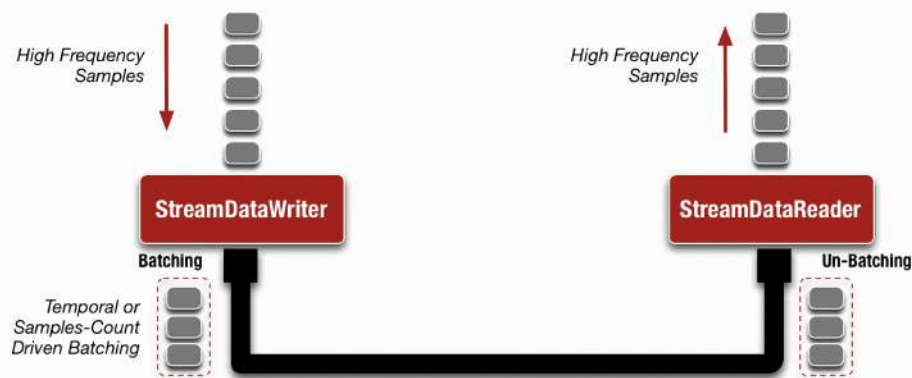 High Frequency
Samples
High Frequency
Samples
StreamDataWriter
StreamDataReader
Batching
Un-Batching
Temporal or
Samples-Count
Driven Batching